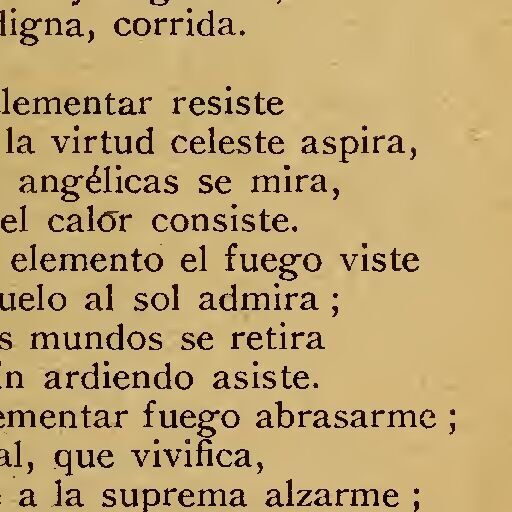 digna, corrida.
lementar resiste
la virtud celeste aspira,
angélicas se mira,
el calor consiste.
elemento el fuego viste
uelo al sol admira ;
s mundos se retira
ardiendo asiste.
ementar fuego abrasarme ;
al, que vivifica,
a la suprema alzarme ;